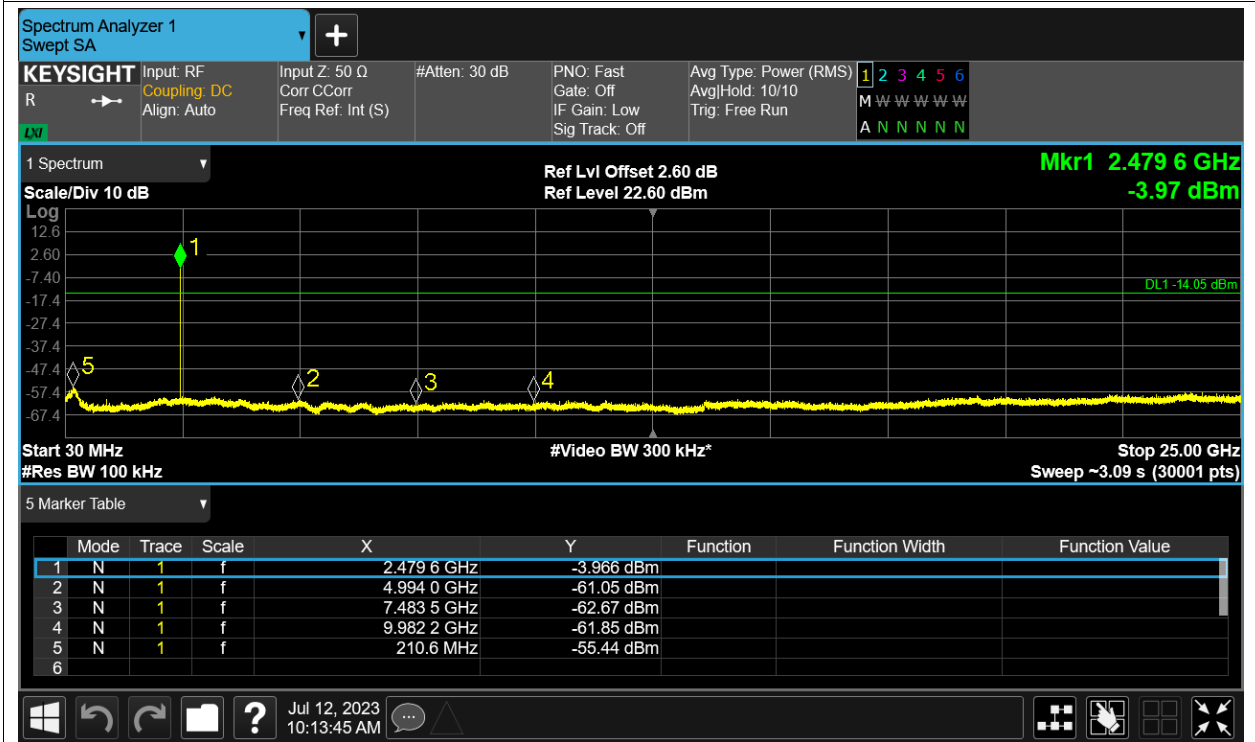 Spectrum Analyzer 1
Swept SA
+
KEYSIGHT Input: RF Input Z: 50 Ω #Atten: 30 dB PNO: Fast Avg Type: Power (RMS) 1 2 3 4 5 6
R Coupling: DC Corr CCorr Gate: Off Avg|Hold: 10/10 M W W W W W
Align: Auto Freq Ref: Int (S) IF Gain: Low Trig: Free Run
LXI Sig Track: Off A N N N N N
1 Spectrum Ref Lvl Offset 2.60 dB Mkr1 2.479 6 GHz
Scale/Div 10 dB Ref Level 22.60 dBm -3.97 dBm
Log
12.6
1
2.60
-7.40
DL1 -14.05 dBm
-17.4
-27.4
-37.4
-47.4 5 2 3 4
-57.4
-67.4
Start 30 MHz #Video BW 300 kHz* Stop 25.00 GHz
#Res BW 100 kHz Sweep ~3.09 s (30001 pts)
5 Marker Table
Mode Trace Scale X Y Function Function Width Function Value
1 N 1 f 2.479 6 GHz -3.966 dBm
2 N 1 f 4.994 0 GHz -61.05 dBm
3 N 1 f 7.483 5 GHz -62.67 dBm
4 N 1 f 9.982 2 GHz -61.85 dBm
5 N 1 f 210.6 MHz -55.44 dBm
6
? Jul 12, 2023
10:13:45 AM